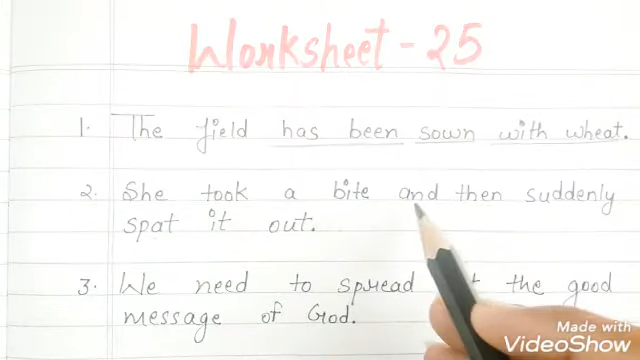 Worksheet - 25
1. The field has been sown with wheat.
2. She took a bite and then suddenly
spat it out.
3. We need to spread the good
message of God.
Made with
VideoShow